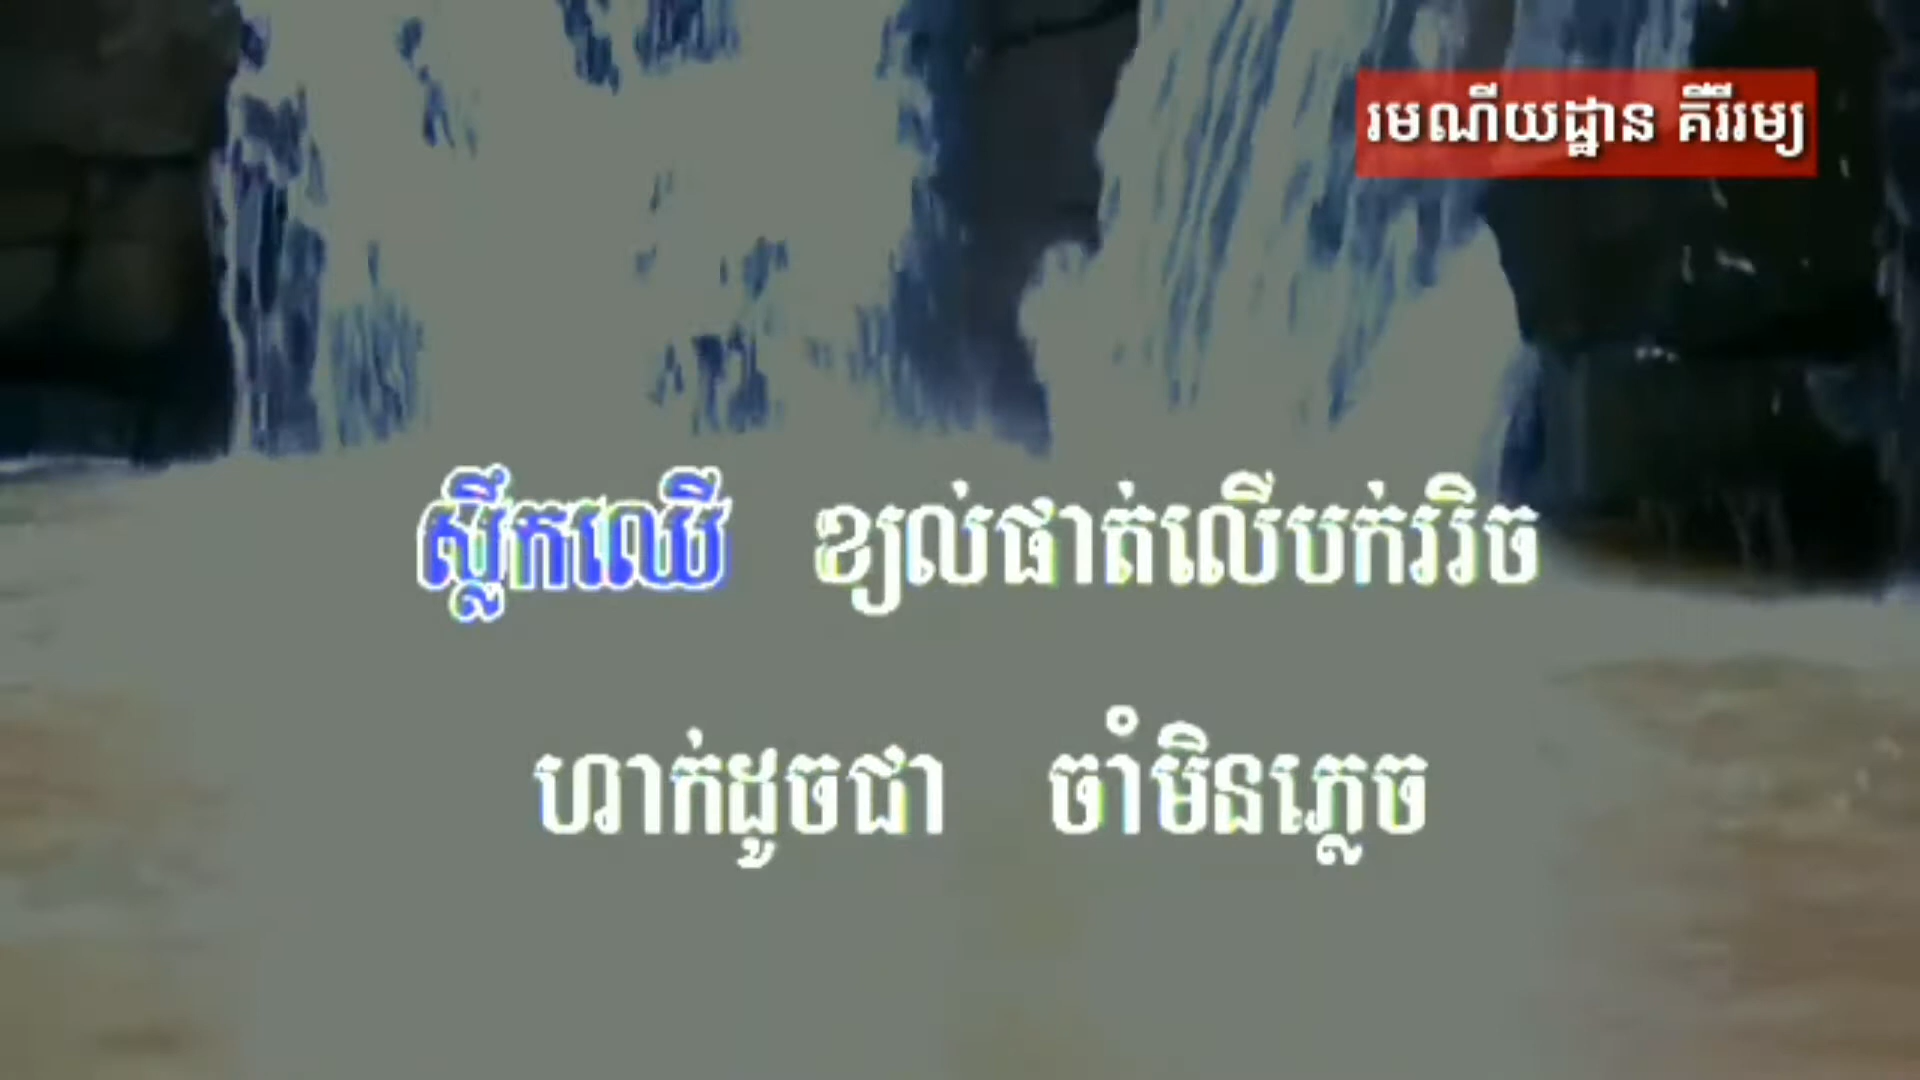 រមណីយដ្ឋាន គីរីរម្យ
ស្លឹកឈើ ខ្យល់ផាត់លើបក់រវិច
ហាក់ដូចជា ចាំមិនភ្លេច